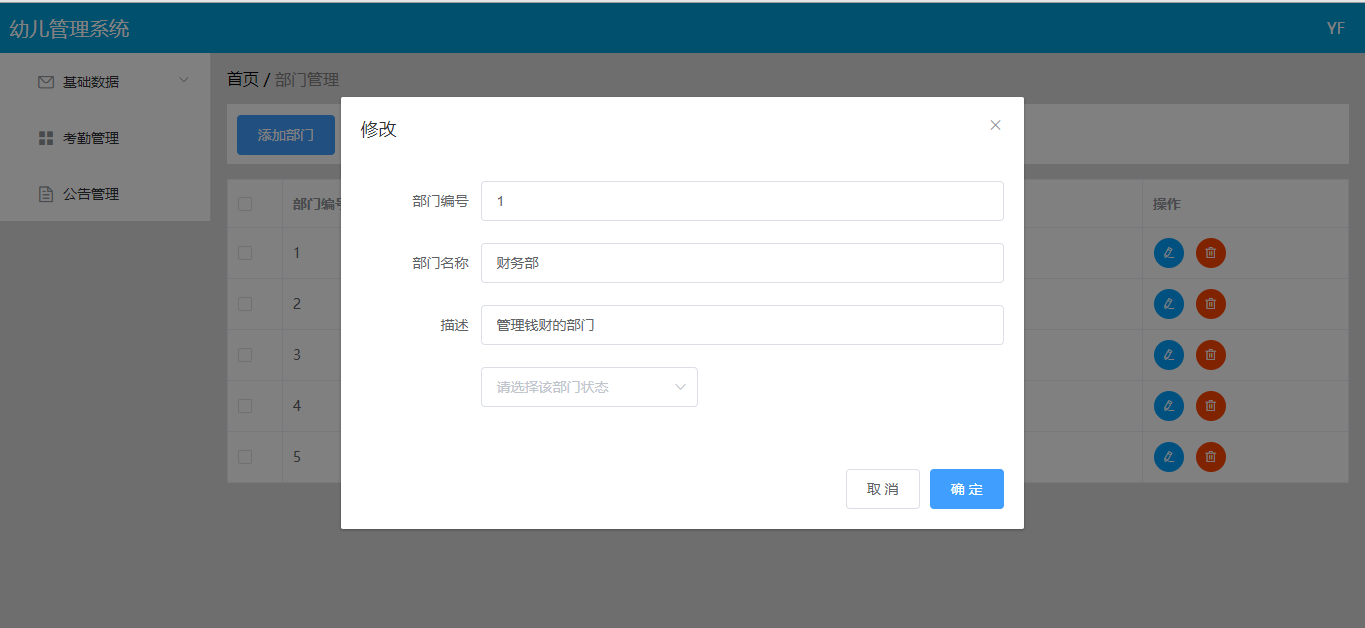 幼儿管理系统
YF
基础数据
考勤管理
公告管理
首页 / 部门管理
添加部门
部门编号
操作
1
2
3
4
5
修改
部门编号 1
部门名称 财务部
描述 管理钱财的部门
请选择该部门状态
取 消 确 定